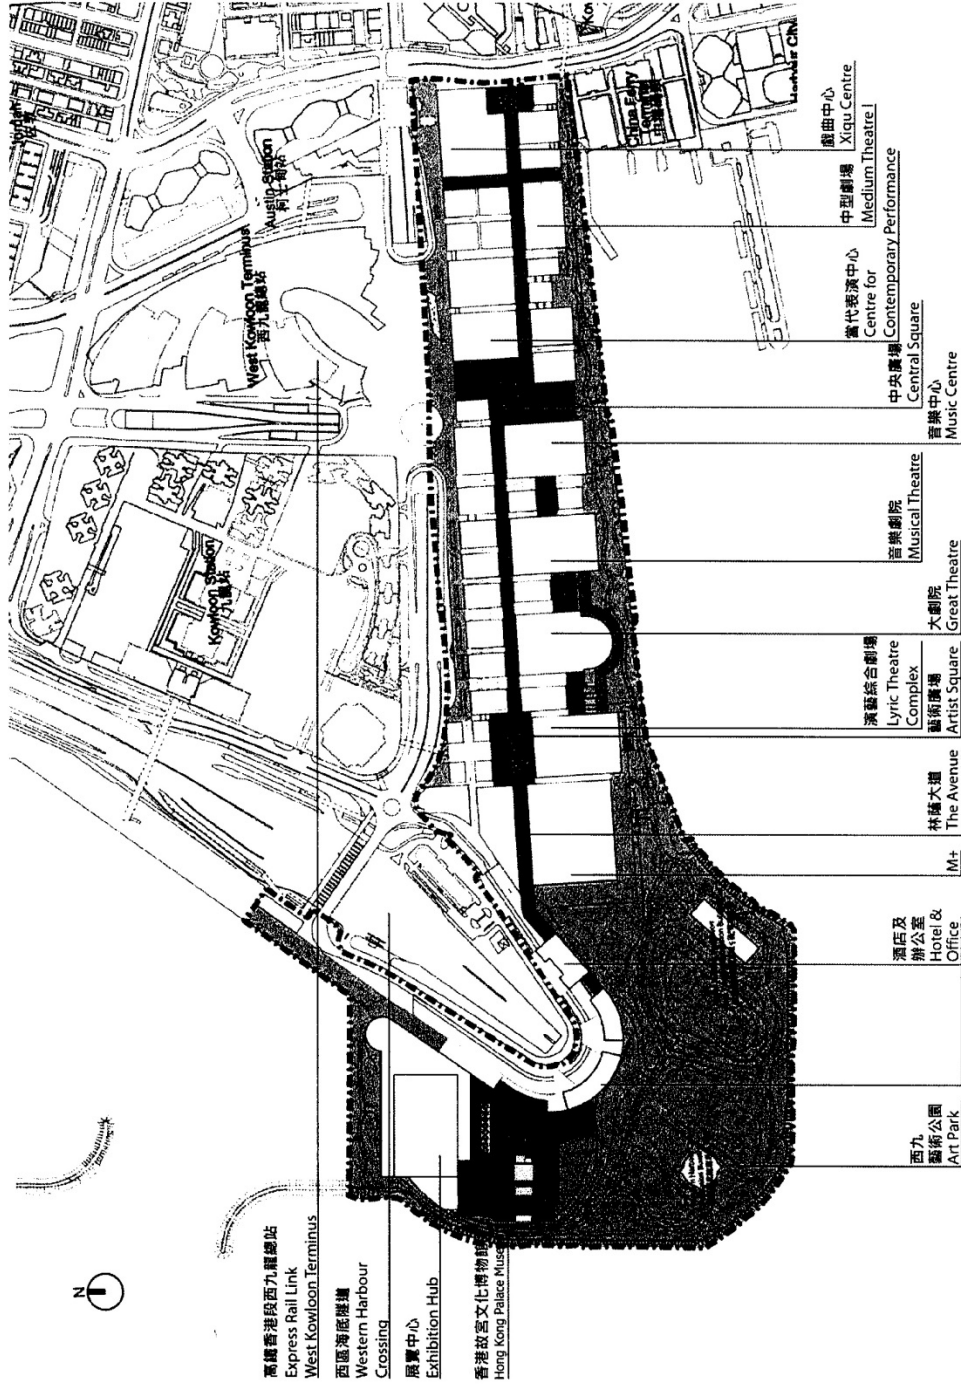 N
高鐵香港段西九龍總站
Express Rail Link
West Kowloon Terminus
西區海底隧道
Western Harbour
Crossing
展覽中心
Exhibition Hub
香港故宮文化博物館
Hong Kong Palace Muse
Jordan
Austin Station
柯士甸站
West Kowloon Terminus
西九龍總站
Kowloon Station
九龍站
China Ferry
Harbour City
西九
藝術公園
Art Park
酒店及
辦公室
Hotel &
Office
M+
林蔭大道
The Avenue
藝術廣場
Artist Square
演藝綜合劇場
Lyric Theatre
Complex
大劇院
Great Theatre
音樂劇院
Musical Theatre
音樂中心
Music Centre
中央廣場
Central Square
當代表演中心
Centre for
Contemporary Performance
中型劇場
Medium Theatre I
戲曲中心
Xiqu Centre